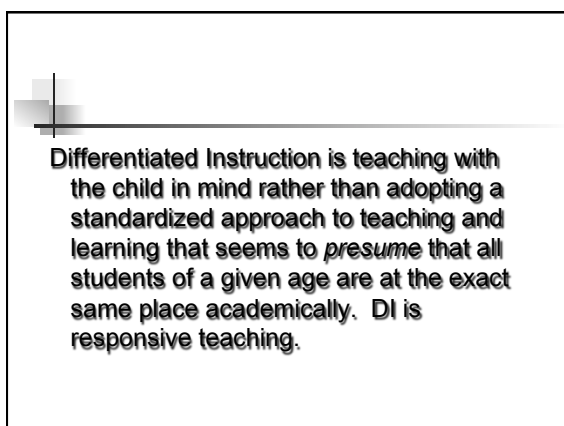 Differentiated Instruction is teaching with
the child in mind rather than adopting a
standardized approach to teaching and
learning that seems to presume that all
students of a given age are at the exact
same place academically.  DI is
responsive teaching.